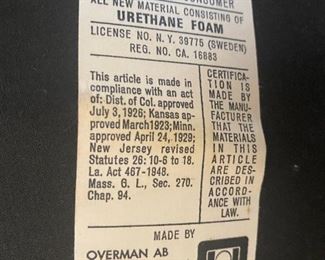 CONSUMER
ALL NEW MATERIAL CONSISTING OF
URETHANE FOAM
LICENSE NO. N.Y. 39775 (SWEDEN)
REG. NO. CA. 16883
This article is made in
compliance with an act
of: Dist. of Col. approved
July 3, 1926; Kansas ap-
proved March1923; Minn.
approved April 24, 1929;
New Jersey revised
Statutes 26: 10-6 to 18.
La. Act 467-1948.
Mass. G. L., Sec. 270.
Chap. 94.
CERTIFICA-
TION IS
MADE BY
THE MANU-
FACTURER
THAT THE
MATERIALS
IN THIS
ARTICLE
ARE DES-
CRIBED IN
ACCORD-
ANCE WITH
LAW.
MADE BY
OVERMAN AB